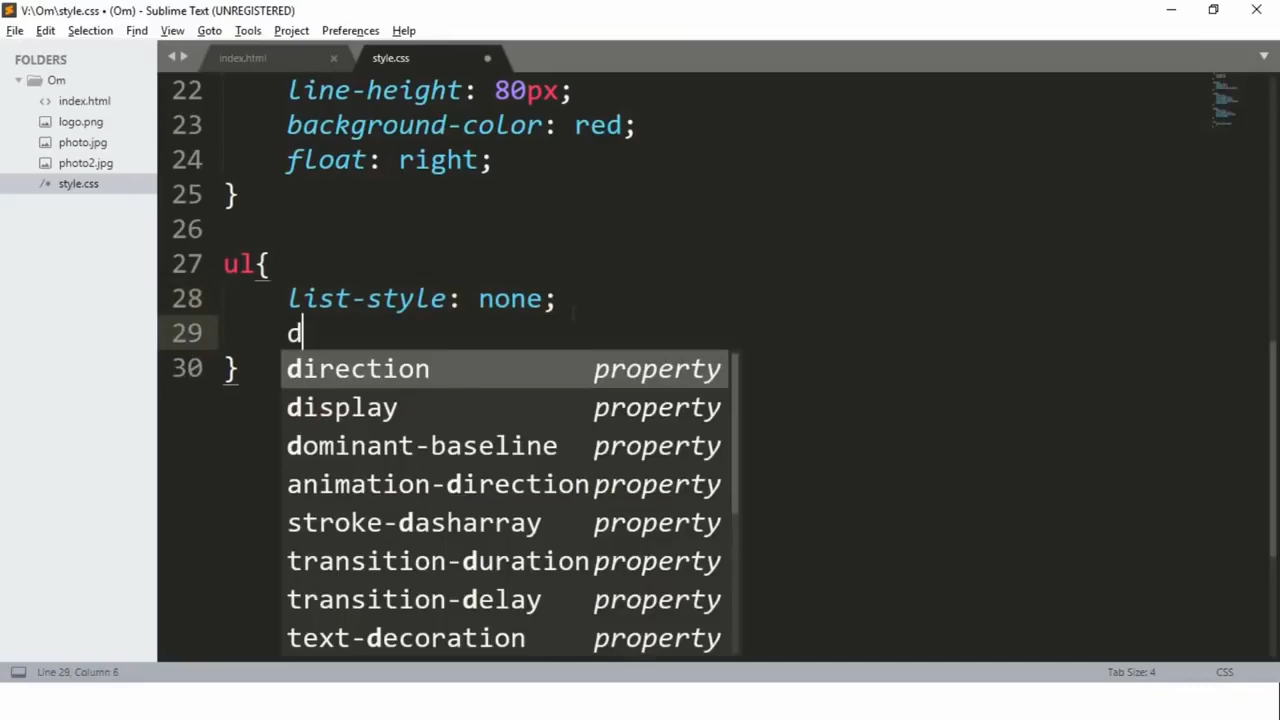 V:\Om\style.css • (Om) - Sublime Text (UNREGISTERED)
File Edit Selection Find View Goto Tools Project Preferences Help
FOLDERS
Om
index.html
logo.png
photo.jpg
photo2.jpg
style.css
index.html style.css
22 line-height: 80px;
23 background-color: red;
24 float: right;
25 }
26
27 ul{
28 list-style: none;
29 d
30 }
direction property
display property
dominant-baseline property
animation-direction property
stroke-dasharray property
transition-duration property
transition-delay property
text-decoration property
Line 29, Column 6 Tab Size: 4 CSS